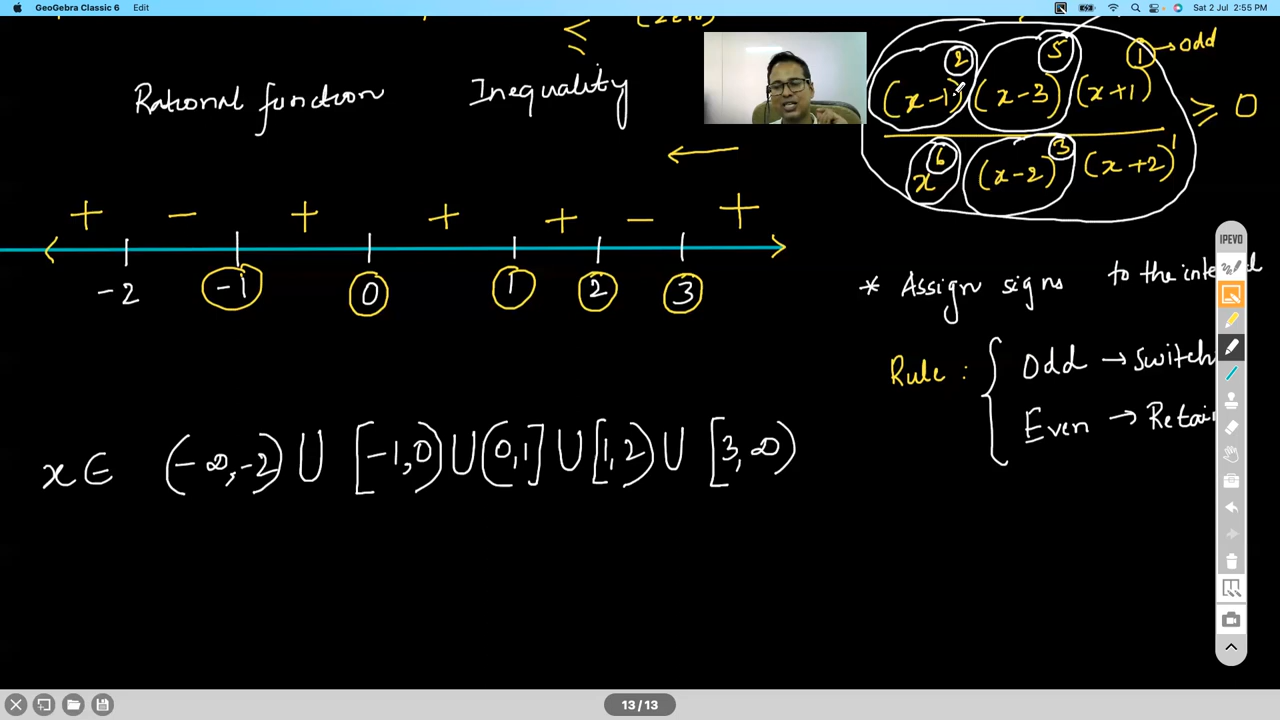 GeoGebra Classic 6 Edit Sat 2 Jul 2:55 PM
≤
Rational function Inequality
(x-1)² (x-3)⁵ (x+1)¹ → odd
x⁶ (x-2)³ (x+2)¹
≥ 0
IPEVO
+ - + + + - +
-2 -1 0 1 2 3
* Assign signs to the inte
Rule : { Odd → Switch
Even → Retai
x ∈ (-∞,-2) ∪ [-1,0) ∪ (0,1] ∪ [1,2) ∪ [3,∞)
13/13